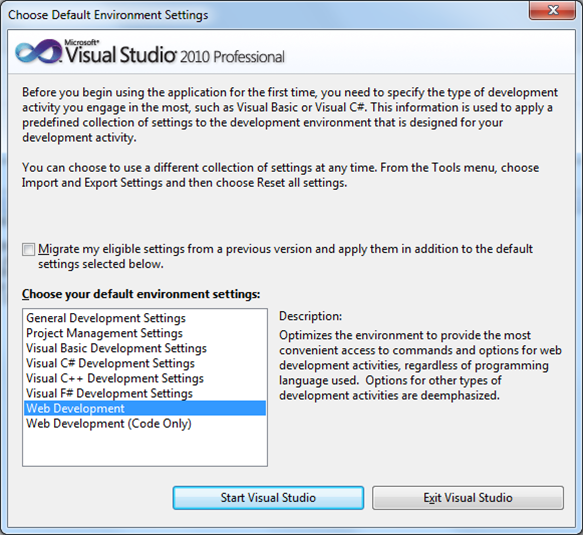 Choose Default Environment Settings
Microsoft®
Visual Studio® 2010 Professional
Before you begin using the application for the first time, you need to specify the type of development
activity you engage in the most, such as Visual Basic or Visual C#. This information is used to apply a
predefined collection of settings to the development environment that is designed for your
development activity.
You can choose to use a different collection of settings at any time. From the Tools menu, choose
Import and Export Settings and then choose Reset all settings.
Migrate my eligible settings from a previous version and apply them in addition to the default
settings selected below.
Choose your default environment settings:
General Development Settings
Project Management Settings
Visual Basic Development Settings
Visual C# Development Settings
Visual C++ Development Settings
Visual F# Development Settings
Web Development
Web Development (Code Only)
Description:
Optimizes the environment to provide the most
convenient access to commands and options for web
development activities, regardless of programming
language used.  Options for other types of
development activities are deemphasized.
Start Visual Studio
Exit Visual Studio